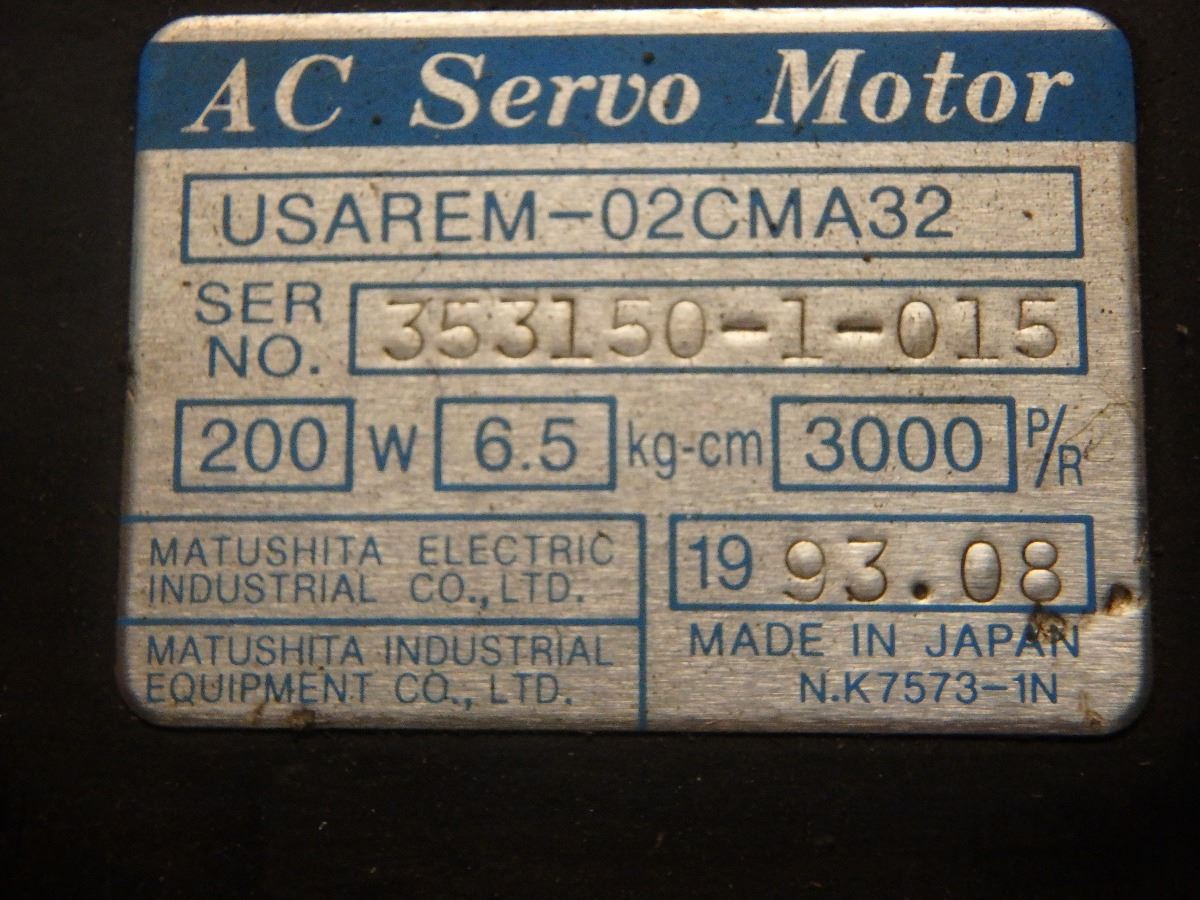 AC Servo Motor
USAREM-02CMA32
SER NO. 353150-1-015
200 W 6.5 kg-cm 3000 P/R
MATUSHITA ELECTRIC
INDUSTRIAL CO., LTD.
MATUSHITA INDUSTRIAL
EQUIPMENT CO., LTD.
19 93.08
MADE IN JAPAN
N.K7573-1N